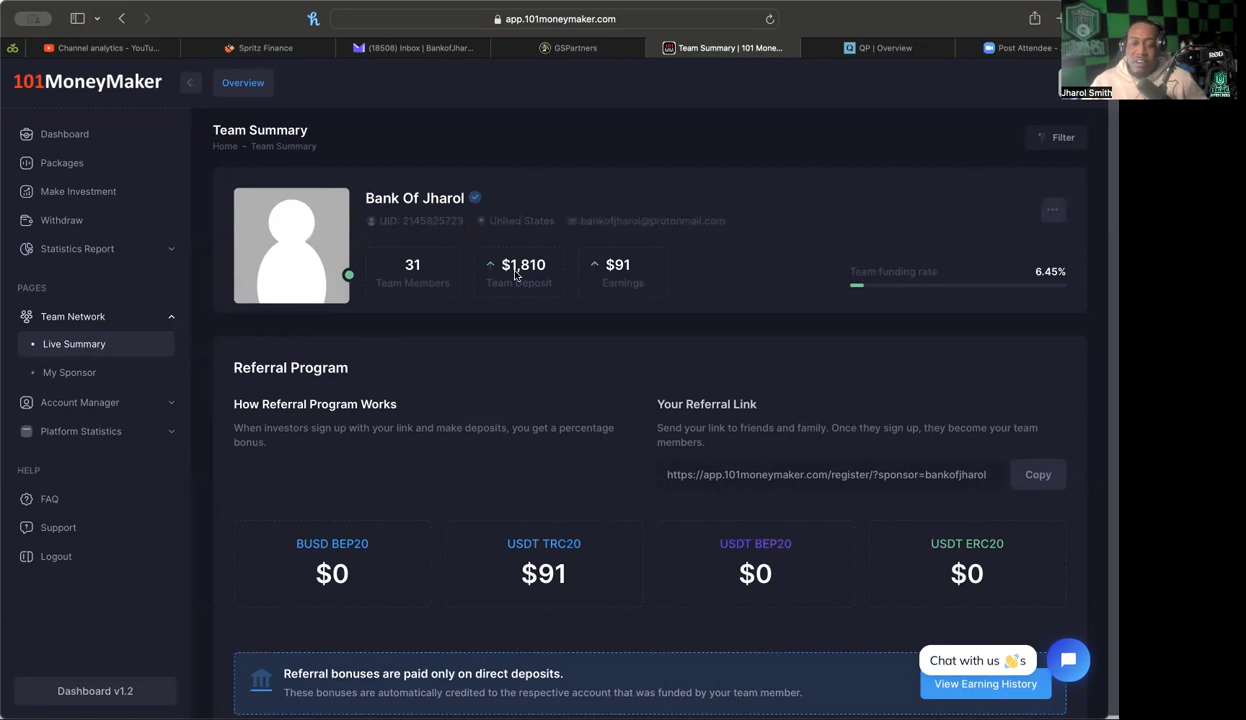 app.101moneymaker.com
Channel analytics - YouTu...
Spritz Finance
(18508) Inbox | BankofJhar...
GSPartners
Team Summary | 101 Mone...
QP | Overview
Post Attendee -
ROD
Jharol Smith
101MoneyMaker
Overview
Dashboard
Packages
Make Investment
Withdraw
Statistics Report
PAGES
Team Network
Live Summary
My Sponsor
Account Manager
Platform Statistics
HELP
FAQ
Support
Logout
Dashboard v1.2
Team Summary
Home - Team Summary
Filter
Bank Of Jharol
UID: 2145825723 United States bankofjharol@protonmail.com
31
Team Members
$1,810
Team Deposit
$91
Earnings
Team funding rate 6.45%
Referral Program
How Referral Program Works
When investors sign up with your link and make deposits, you get a percentage
bonus.
Your Referral Link
Send your link to friends and family. Once they sign up, they become your team
members.
https://app.101moneymaker.com/register/?sponsor=bankofjharol
Copy
BUSD BEP20
$0
USDT TRC20
$91
USDT BEP20
$0
USDT ERC20
$0
Referral bonuses are paid only on direct deposits.
These bonuses are automatically credited to the respective account that was funded by your team member.
Chat with us 👋s
View Earning History